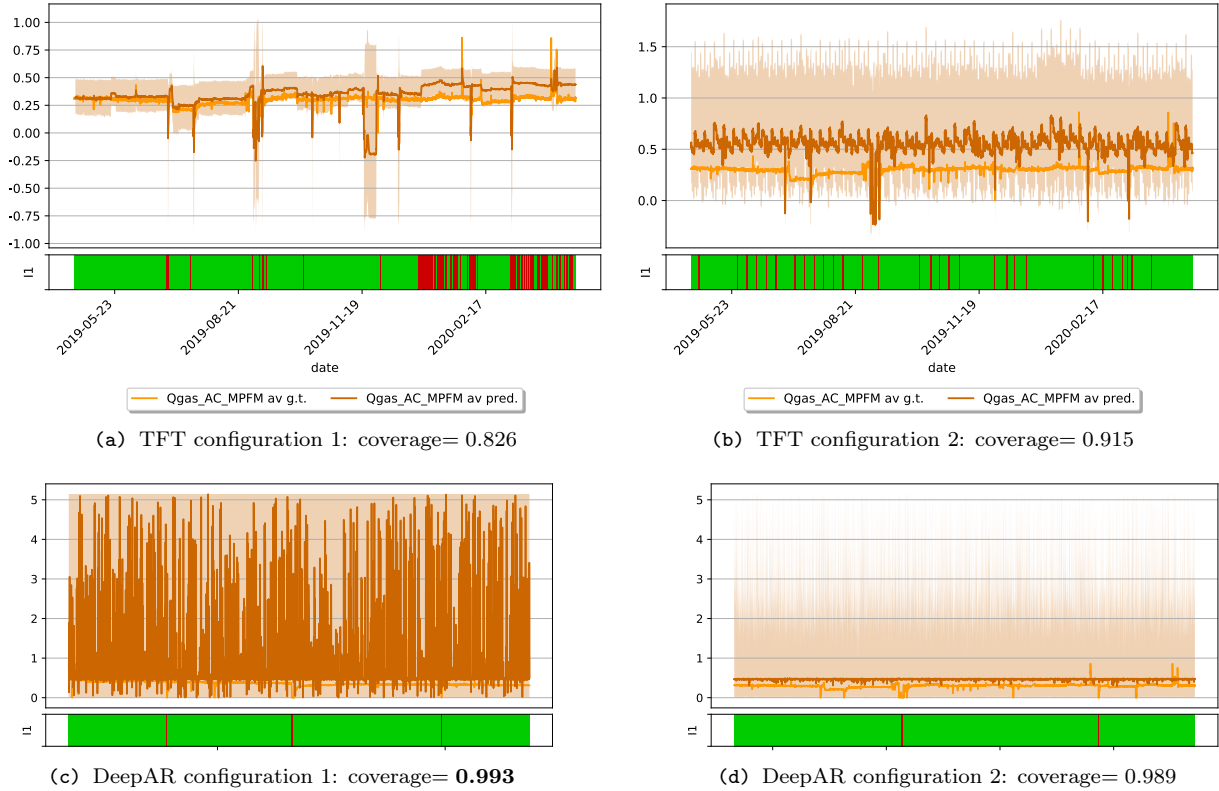 1.00
0.75
0.50
0.25
0.00
−0.25
−0.50
−0.75
−1.00
I1
2019-05-23
2019-08-21
2019-11-19
2020-02-17
date
Qgas_AC_MPFM av g.t.
Qgas_AC_MPFM av pred.
(a) TFT configuration 1: coverage= 0.826
1.5
1.0
0.5
0.0
I1
2019-05-23
2019-08-21
2019-11-19
2020-02-17
date
Qgas_AC_MPFM av g.t.
Qgas_AC_MPFM av pred.
(b) TFT configuration 2: coverage= 0.915
5
4
3
2
1
0
I1
(c) DeepAR configuration 1: coverage= 0.993
5
4
3
2
1
0
I1
(d) DeepAR configuration 2: coverage= 0.989